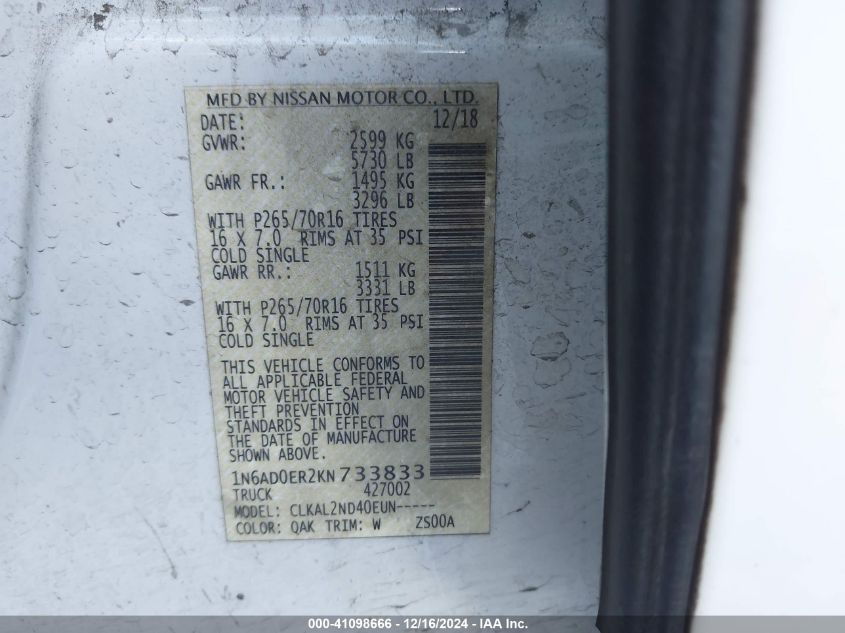 MFD BY NISSAN MOTOR CO., LTD.
DATE: 12/18
GVWR: 2599 KG
5730 LB
GAWR FR.: 1495 KG
3296 LB
WITH P265/70R16 TIRES
16 X 7.0 RIMS AT 35 PSI
COLD SINGLE
GAWR RR.: 1511 KG
3331 LB
WITH P265/70R16 TIRES
16 X 7.0 RIMS AT 35 PSI
COLD SINGLE
THIS VEHICLE CONFORMS TO
ALL APPLICABLE FEDERAL
MOTOR VEHICLE SAFETY AND
THEFT PREVENTION
STANDARDS IN EFFECT ON
THE DATE OF MANUFACTURE
SHOWN ABOVE.
1N6AD0ER2KN733833
TRUCK 427002
MODEL: CLKAL2ND40EUN-----
COLOR: QAK TRIM: W ZS00A
000-41098666 - 12/16/2024 - IAA Inc.